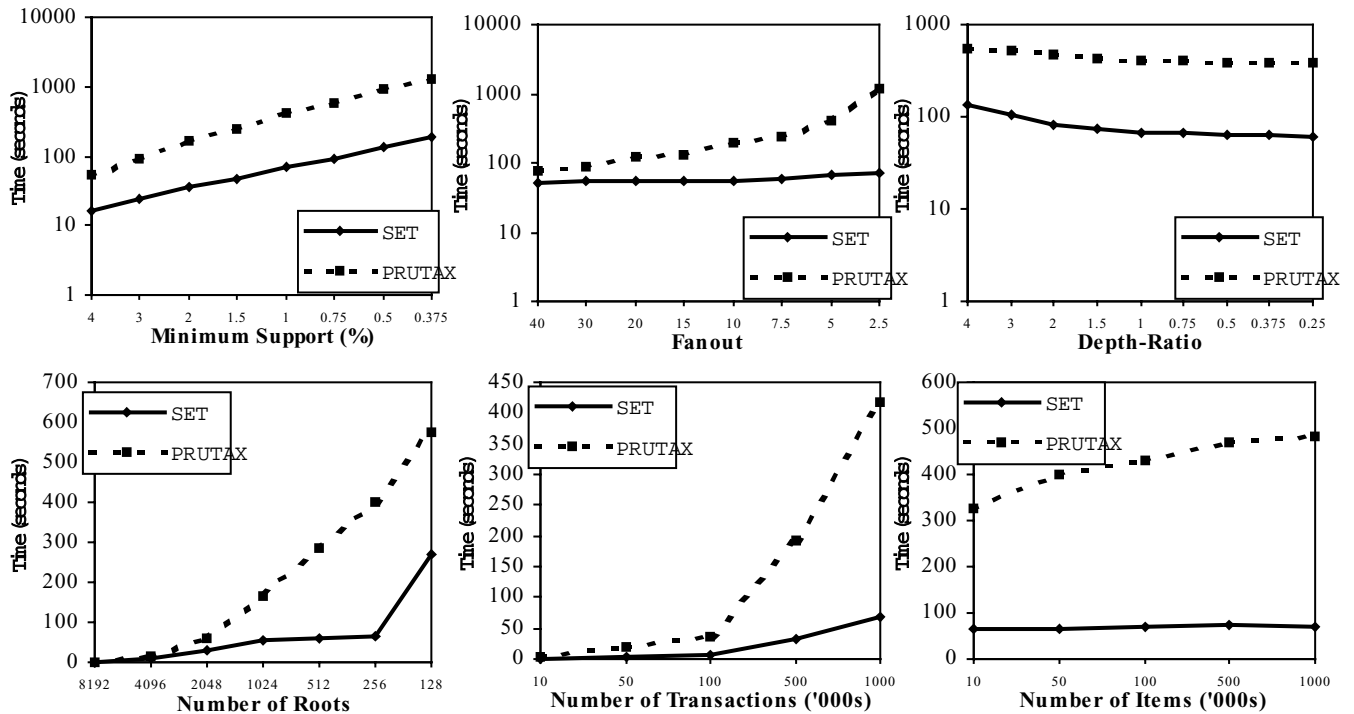 10000
1000
100
10
1
Time (seconds)
SET
PRUTAX
4 3 2 1.5 1 0.75 0.5 0.375
Minimum Support (%)
10000
1000
100
10
1
Time (seconds)
SET
PRUTAX
40 30 20 15 10 7.5 5 2.5
Fanout
1000
100
10
1
Time (seconds)
SET
PRUTAX
4 3 2 1.5 1 0.75 0.5 0.375 0.25
Depth-Ratio
700
600
500
400
300
200
100
0
Time (seconds)
SET
PRUTAX
8192 4096 2048 1024 512 256 128
Number of Roots
450
400
350
300
250
200
150
100
50
0
Time (seconds)
SET
PRUTAX
10 50 100 500 1000
Number of Transactions ('000s)
600
500
400
300
200
100
0
Time (seconds)
SET
PRUTAX
10 50 100 500 1000
Number of Items ('000s)